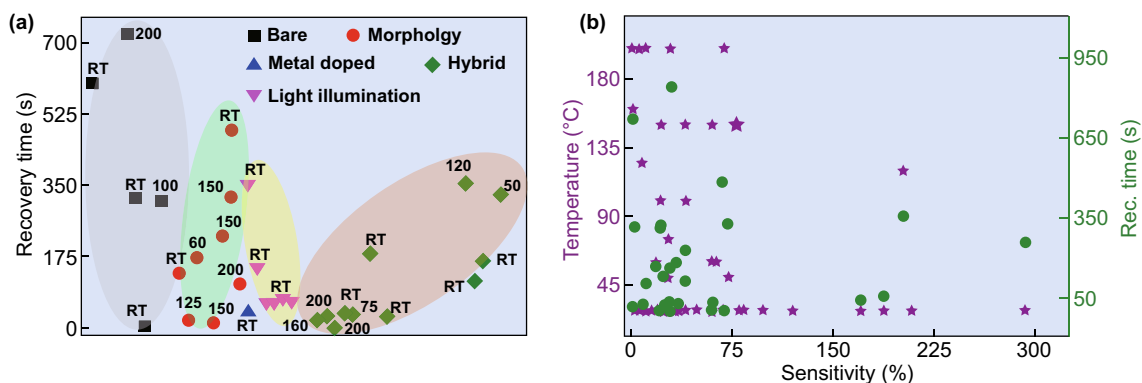 (a)
Recovery time (s)
700
525
350
175
0
Bare
Morpholgy
Metal doped
Hybrid
Light illumination
200
RT
RT
100
RT
RT
150
RT
60
150
RT
200
125
150
RT
RT
RT
120
50
RT
RT
200
RT
75
RT
160
200
(b)
Temperature (°C)
180
135
90
45
Rec. time (s)
950
650
350
50
0
75
150
225
300
Sensitivity (%)